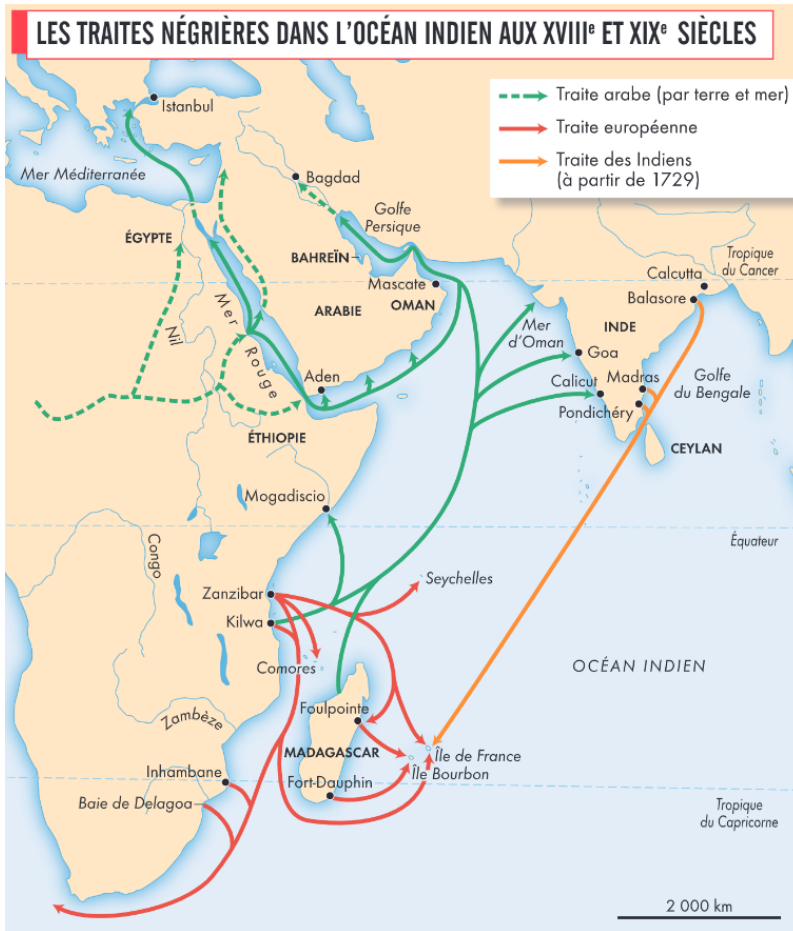 LES TRAITES NÉGRIÈRES DANS L'OCÉAN INDIEN AUX XVIIIᵉ ET XIXᵉ SIÈCLES
Traite arabe (par terre et mer)
Traite européenne
Traite des Indiens
(à partir de 1729)
Istanbul
Mer Méditerranée
Bagdad
Golfe
Persique
ÉGYPTE
BAHREÏN
Tropique
du Cancer
Mascate
OMAN
ARABIE
Calcutta
Balasore
INDE
Nil
Mer Rouge
Mer
d'Oman
Goa
Aden
Calicut
Madras
Golfe
du Bengale
Pondichéry
ÉTHIOPIE
CEYLAN
Mogadiscio
Équateur
Congo
Seychelles
Zanzibar
Kilwa
Comores
OCÉAN INDIEN
Zambèze
Foulpointe
MADAGASCAR
Île de France
Île Bourbon
Inhambane
Fort-Dauphin
Baie de Delagoa
Tropique
du Capricorne
2 000 km